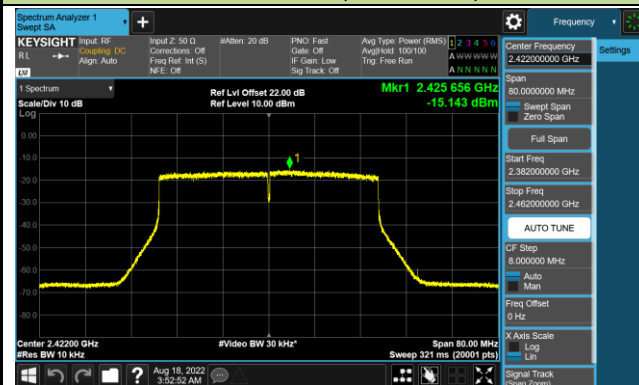 Spectrum Analyzer 1
Swept SA
Frequency
KEYSIGHT
RL
Input: RF
Coupling: DC
Align: Auto
Input Z: 50 Ω
Corrections: Off
Freq Ref: Int (S)
NFE: Off
#Atten: 20 dB
PNO: Fast
Gate: Off
IF Gain: Low
Sig Track: Off
Avg Type: Power (RMS)
Avg|Hold: 100/100
Trig: Free Run
1 2 3 4 5 6
A W W W W W
A N N N N N
LXI
1 Spectrum
Scale/Div 10 dB
Log
Ref Lvl Offset 22.00 dB
Ref Level 10.00 dBm
Mkr1 2.425 656 GHz
-15.143 dBm
0.00
-10.0
-20.0
-30.0
-40.0
-50.0
-60.0
-70.0
-80.0
1
Center 2.42200 GHz
#Res BW 10 kHz
#Video BW 30 kHz*
Span 80.00 MHz
Sweep 321 ms (20001 pts)
Aug 18, 2022
3:52:52 AM
Center Frequency
2.422000000 GHz
Settings
Span
80.0000000 MHz
Swept Span
Zero Span
Full Span
Start Freq
2.382000000 GHz
Stop Freq
2.462000000 GHz
AUTO TUNE
CF Step
8.000000 MHz
Auto
Man
Freq Offset
0 Hz
X Axis Scale
Log
Lin
Signal Track
(Span Zoom)